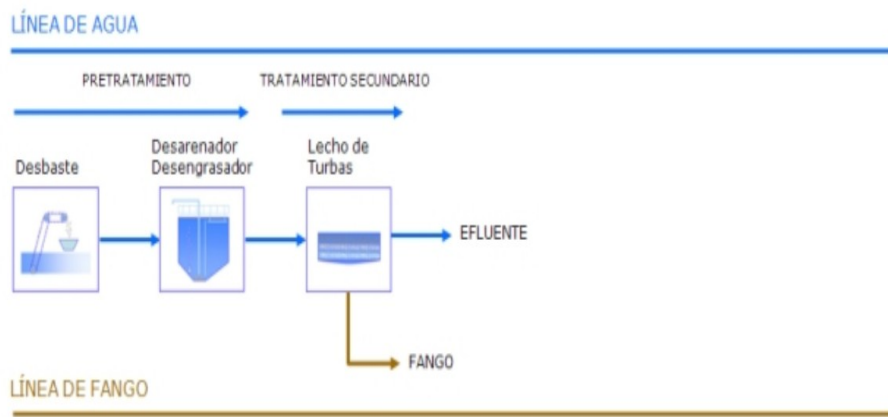 LÍNEA DE AGUA
PRETRATAMIENTO
TRATAMIENTO SECUNDARIO
Desbaste
Desarenador
Desengrasador
Lecho de
Turbas
EFLUENTE
FANGO
LÍNEA DE FANGO